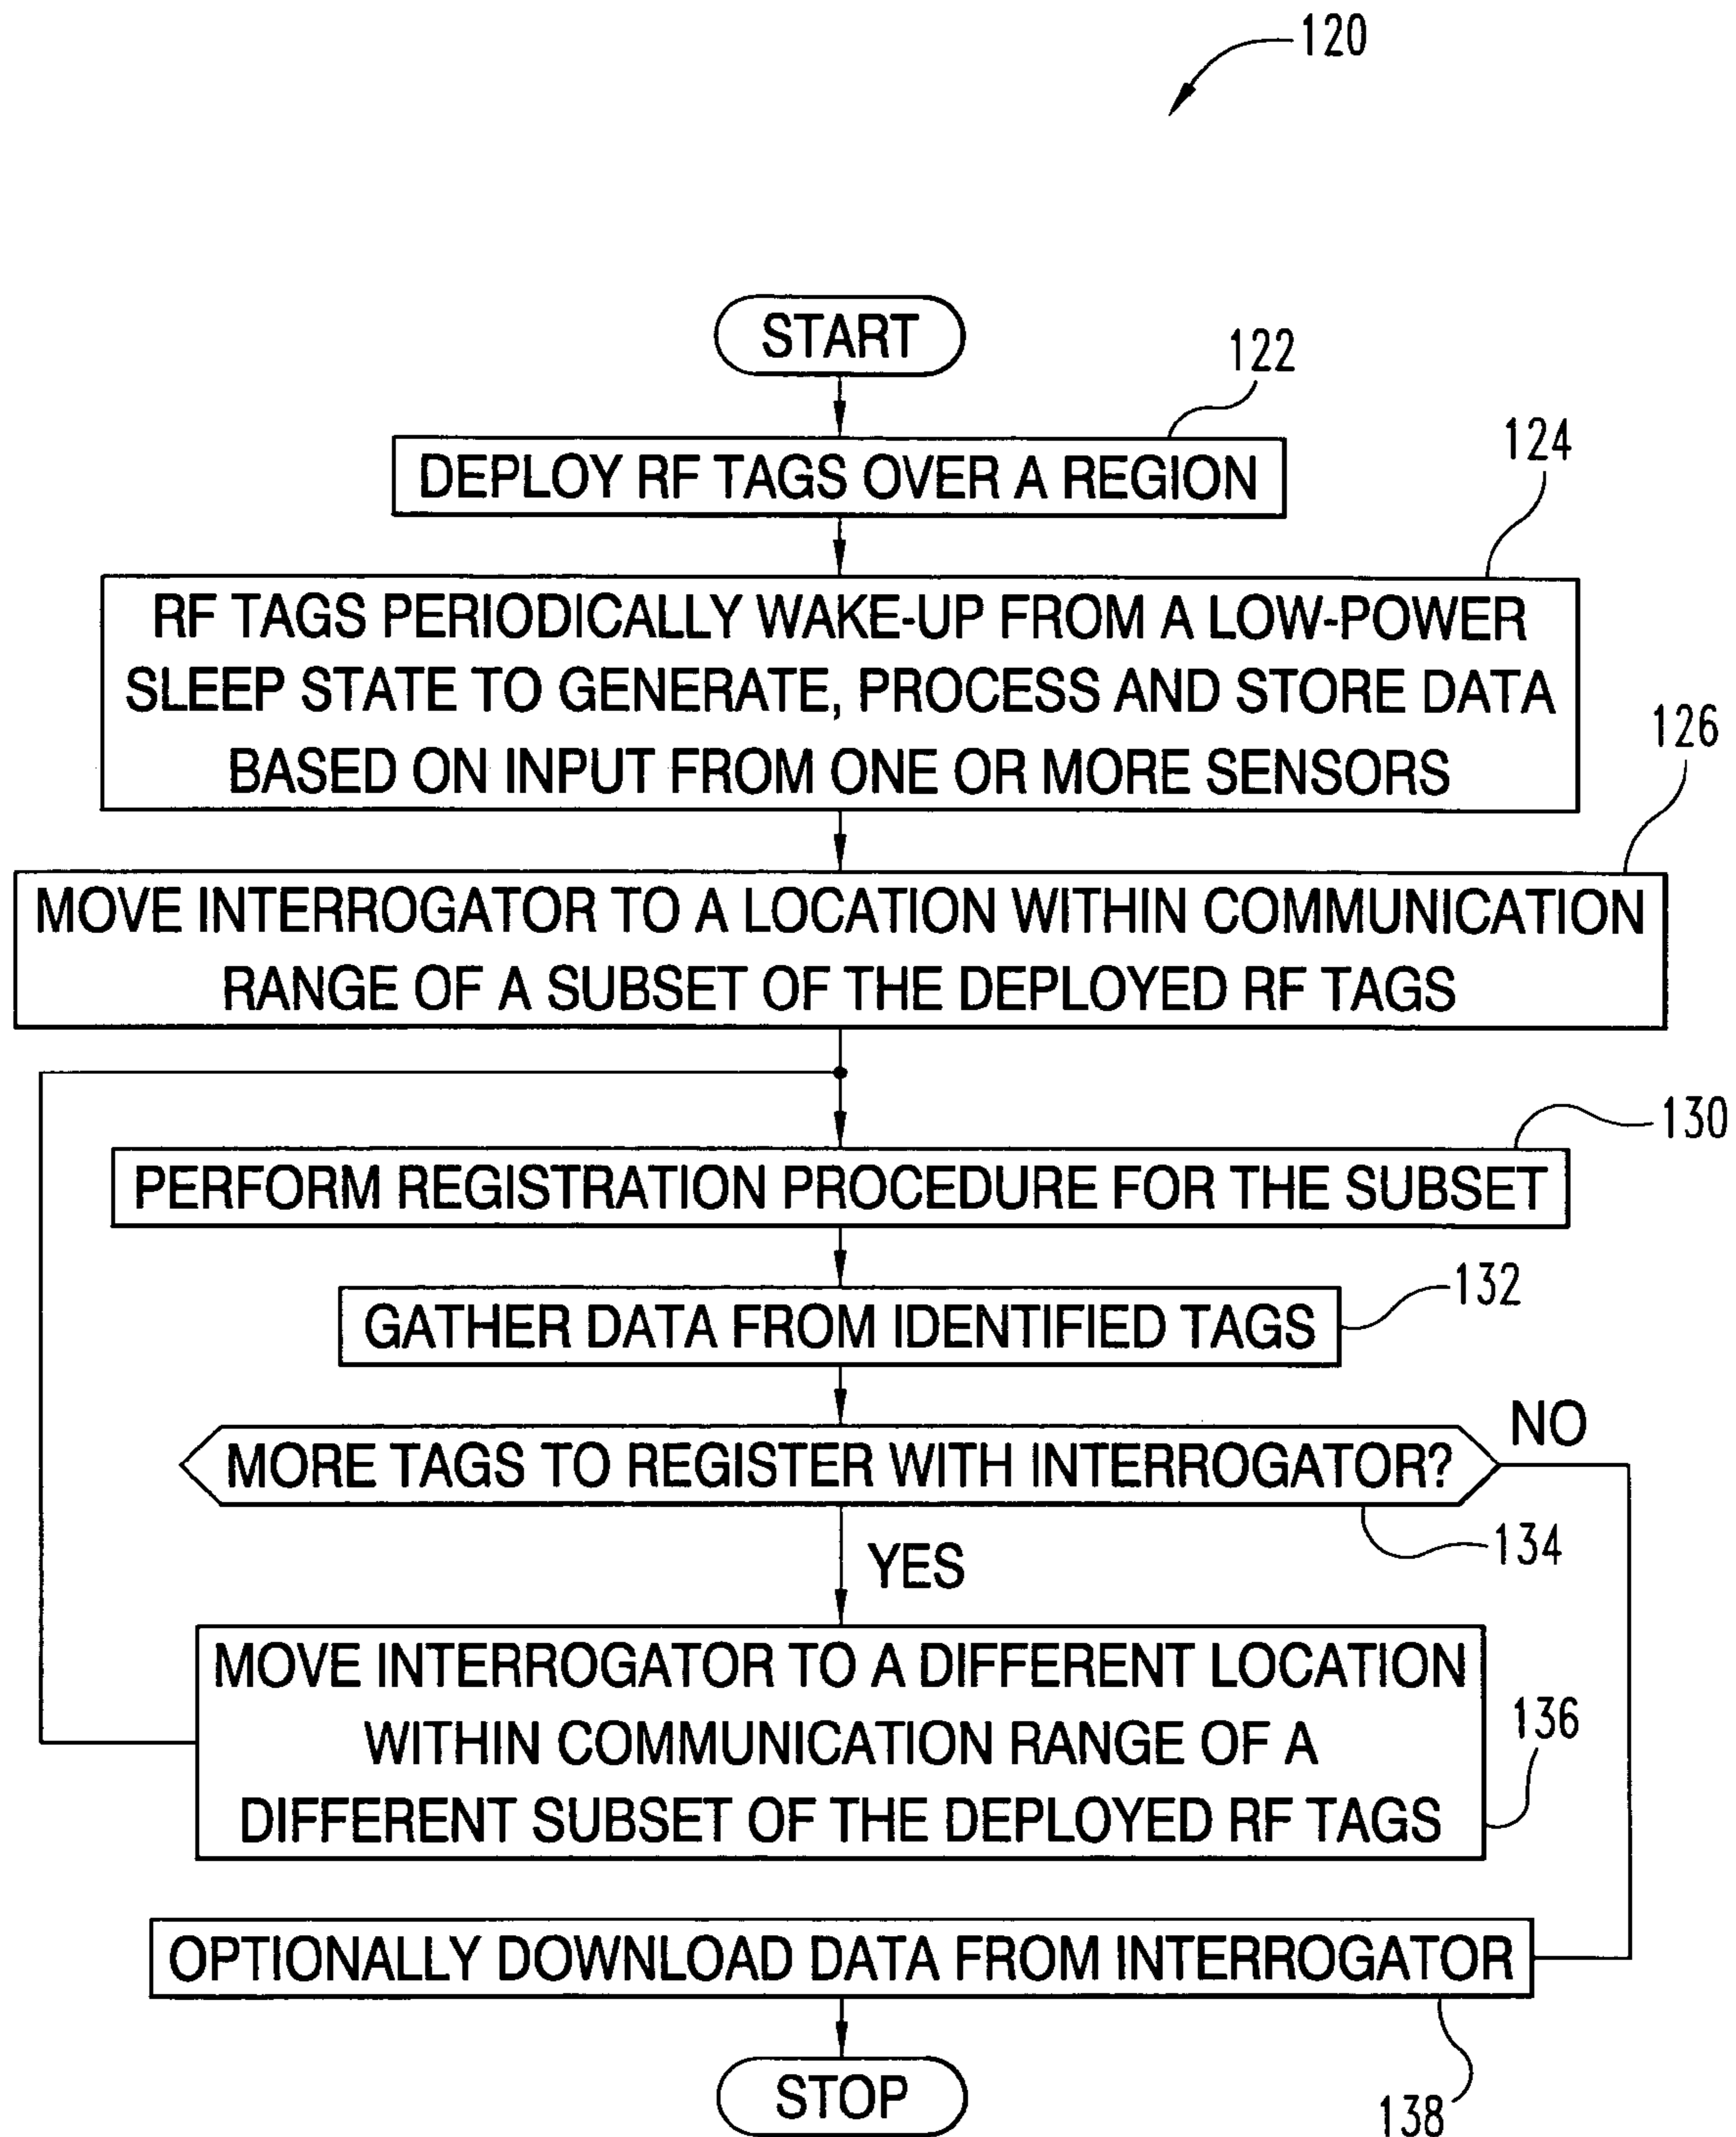 120
START
122
DEPLOY RF TAGS OVER A REGION
124
RF TAGS PERIODICALLY WAKE-UP FROM A LOW-POWER
SLEEP STATE TO GENERATE, PROCESS AND STORE DATA
BASED ON INPUT FROM ONE OR MORE SENSORS
126
MOVE INTERROGATOR TO A LOCATION WITHIN COMMUNICATION
RANGE OF A SUBSET OF THE DEPLOYED RF TAGS
130
PERFORM REGISTRATION PROCEDURE FOR THE SUBSET
132
GATHER DATA FROM IDENTIFIED TAGS
NO
MORE TAGS TO REGISTER WITH INTERROGATOR?
134
YES
MOVE INTERROGATOR TO A DIFFERENT LOCATION
WITHIN COMMUNICATION RANGE OF A
DIFFERENT SUBSET OF THE DEPLOYED RF TAGS
136
OPTIONALLY DOWNLOAD DATA FROM INTERROGATOR
138
STOP